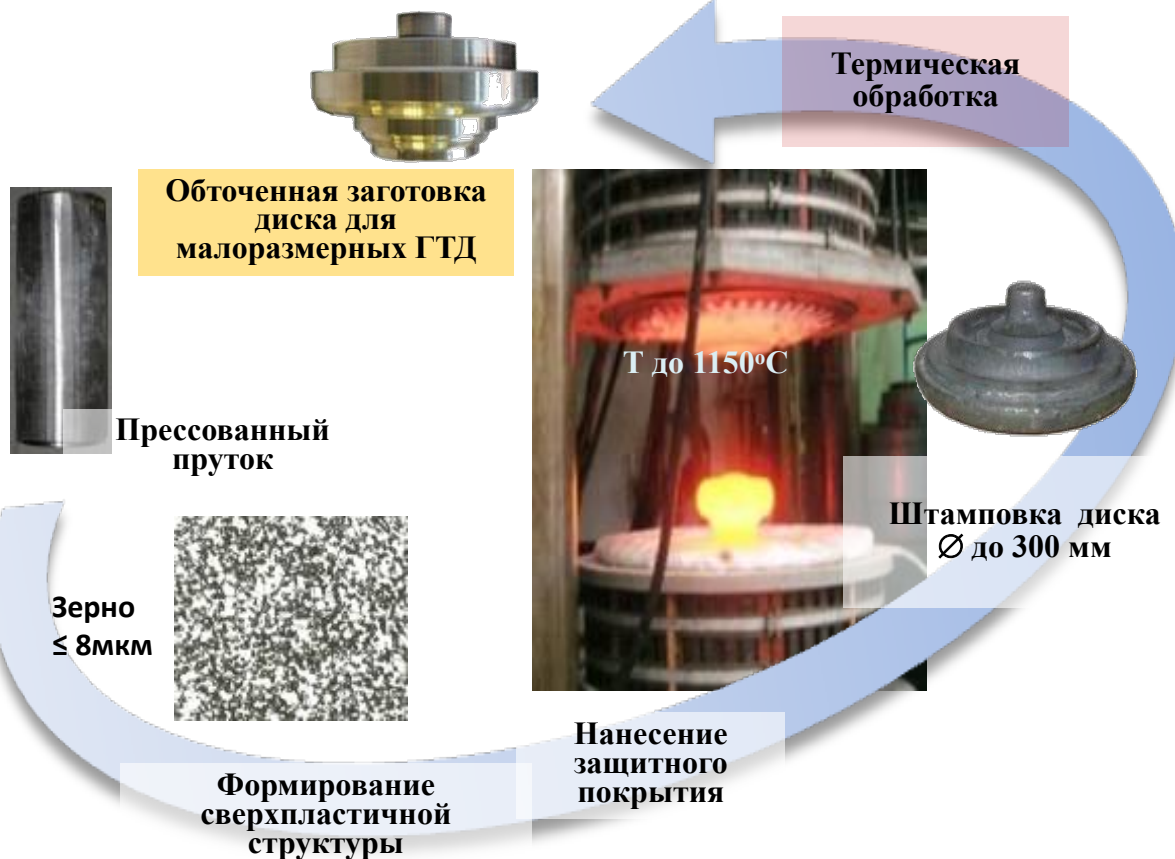 Термическая
обработка
Обточенная заготовка
диска для
малоразмерных ГТД
Т до 1150°С
Прессованный
пруток
Штамповка диска
∅ до 300 мм
Зерно
≤ 8мкм
Нанесение
защитного
покрытия
Формирование
сверхпластичной
структуры